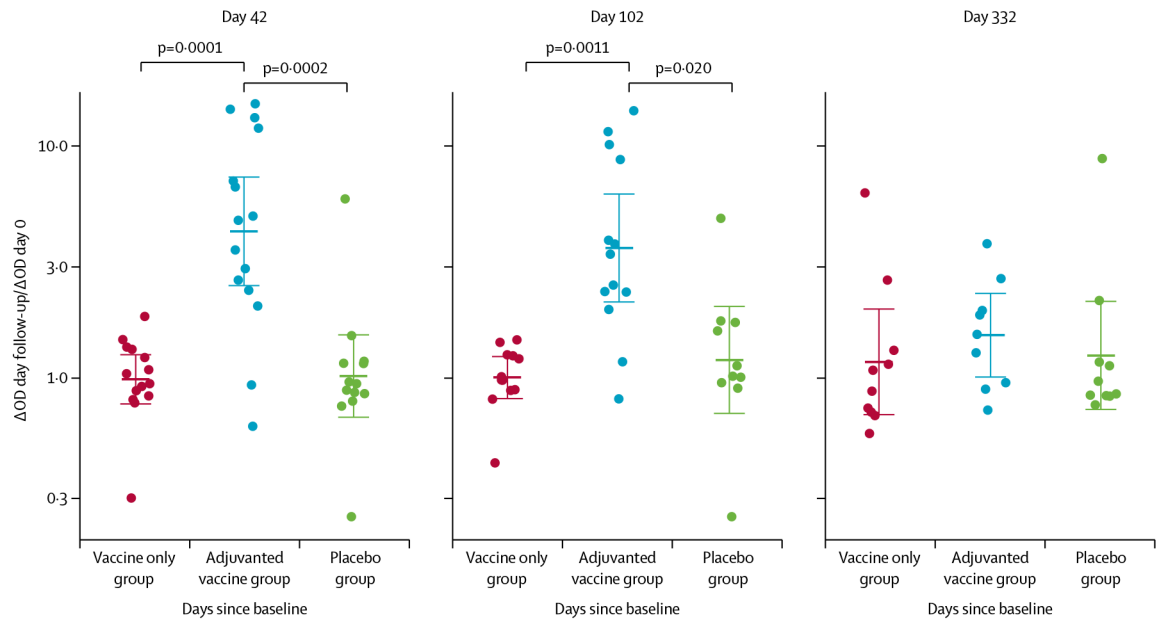 Day 42
Day 102
Day 332
p=0·0001
p=0·0002
p=0·0011
p=0·020
ΔOD day follow-up/ΔOD day 0
10·0
3·0
1·0
0·3
Vaccine only
group
Adjuvanted
vaccine group
Placebo
group
Days since baseline
Vaccine only
group
Adjuvanted
vaccine group
Placebo
group
Days since baseline
Vaccine only
group
Adjuvanted
vaccine group
Placebo
group
Days since baseline